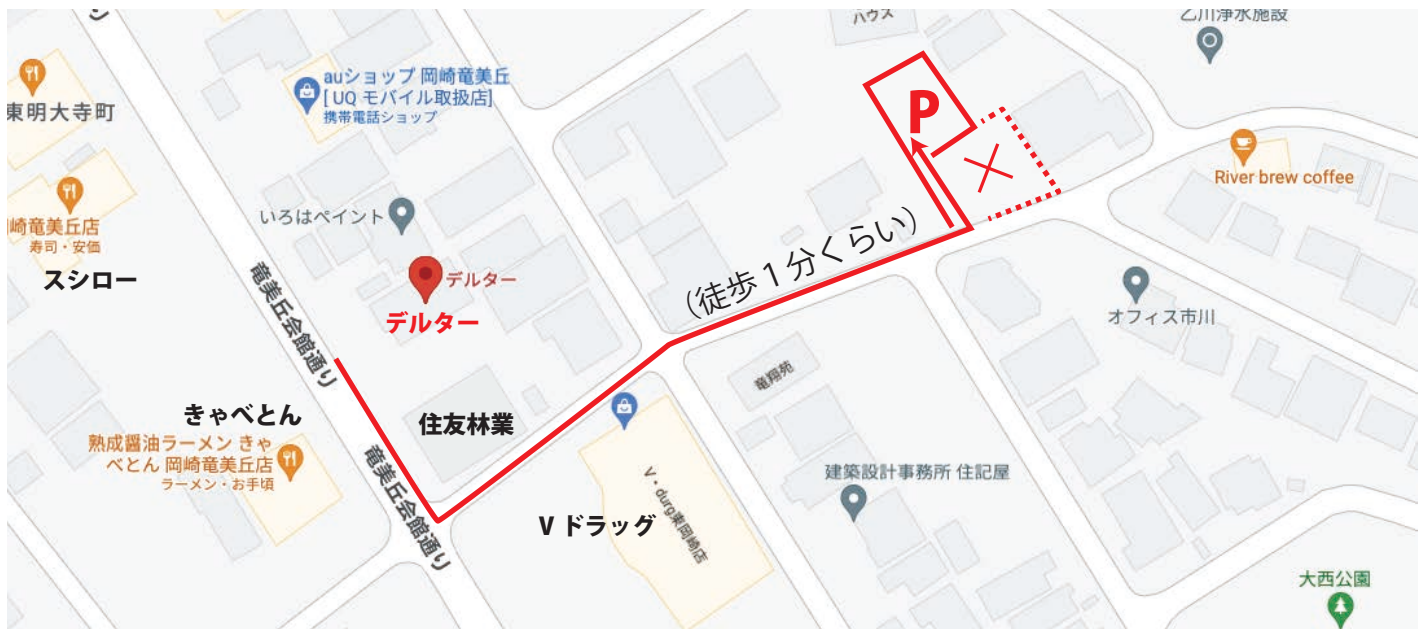 ハウス
乙川浄水施設
auショップ 岡崎竜美丘
[ UQ モバイル取扱店]
携帯電話ショップ
東明大寺町
P
River brew coffee
いろはペイント
崎竜美丘店
寿司・安価
スシロー
デルター
デルター
(徒歩1分くらい)
オフィス市川
竜美丘会館通り
竜翔苑
きゃべとん
熟成醤油ラーメン きゃ
べとん 岡崎竜美丘店
ラーメン・お手頃
住友林業
竜美丘会館通り
V・durg東岡崎店
V ドラッグ
建築設計事務所 住記屋
大西公園